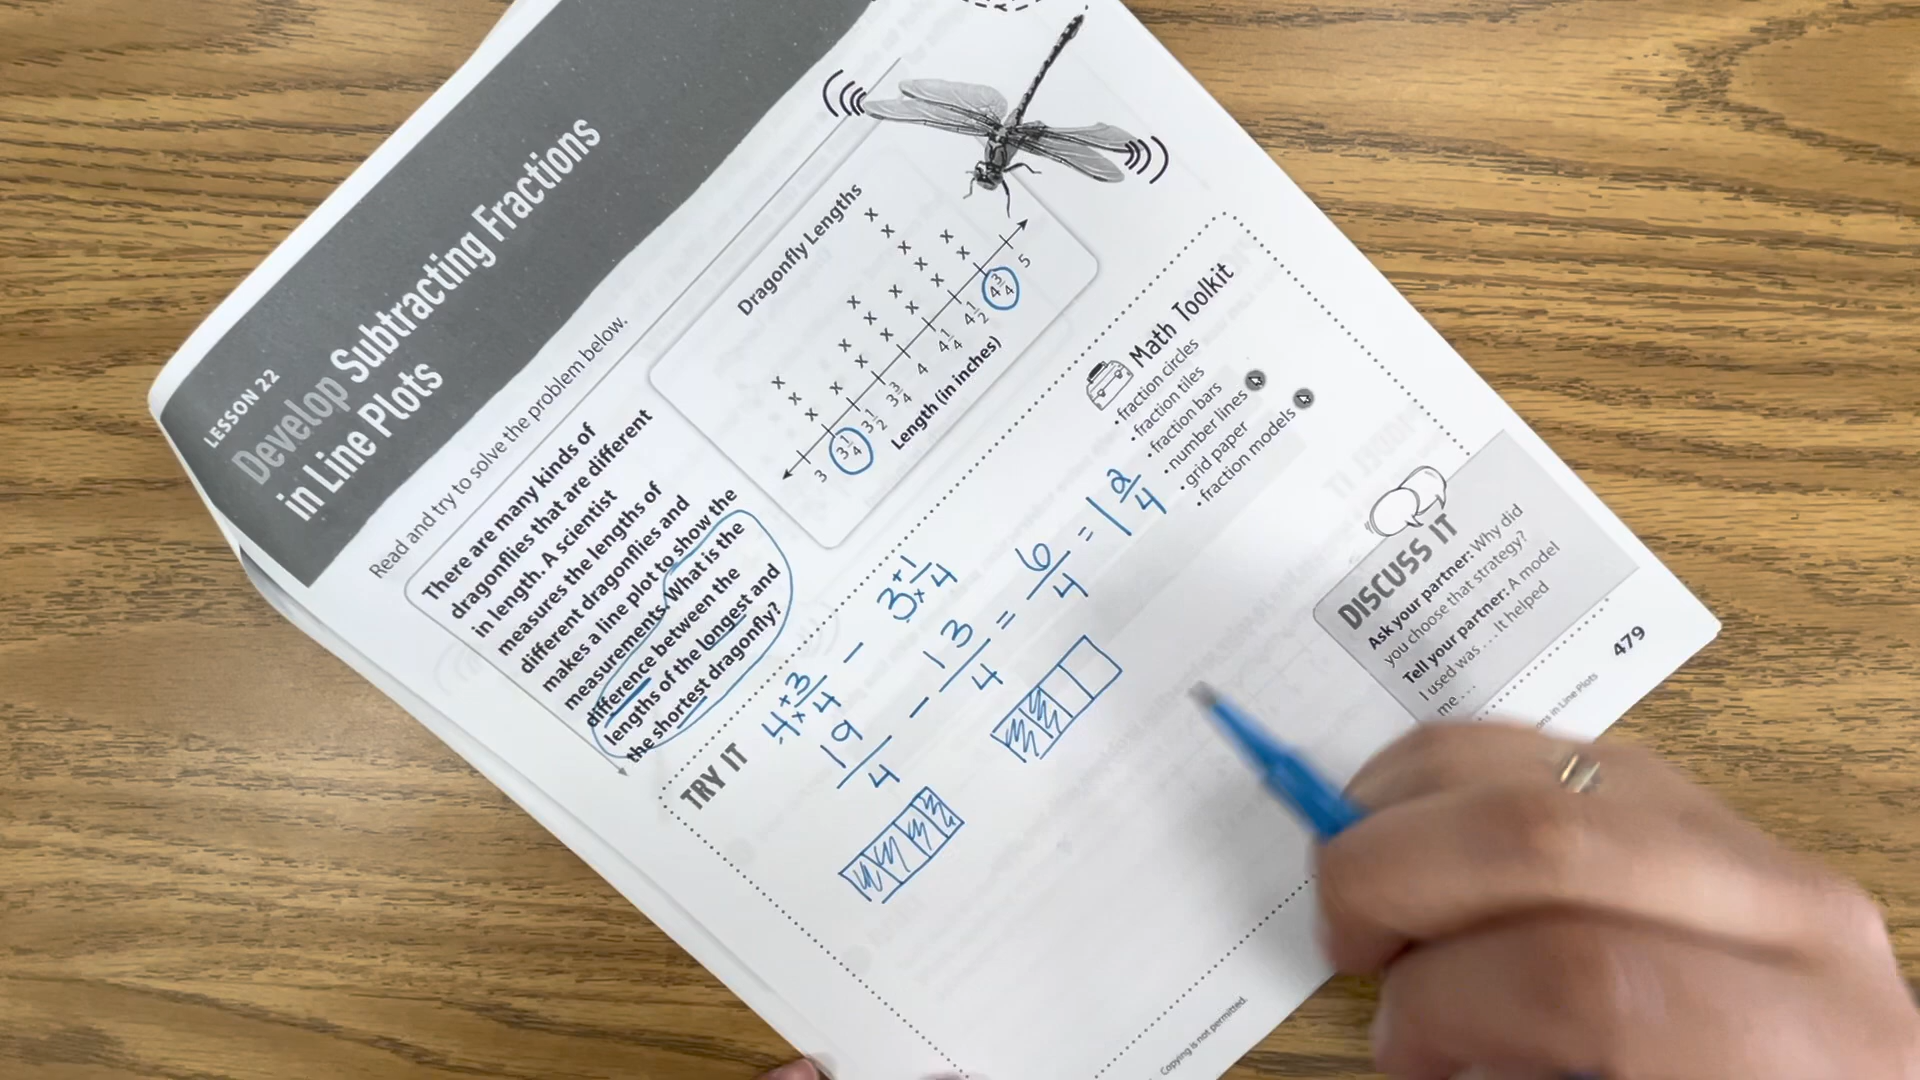 LESSON 22
Develop Subtracting Fractions
in Line Plots
Read and try to solve the problem below.
There are many kinds of
dragonflies that are different
in length. A scientist
measures the lengths of
different dragonflies and
makes a line plot to show the
measurements. What is the
difference between the
lengths of the longest and
the shortest dragonfly?
Dragonfly Lengths
3 3 1/4 3 1/2 3 3/4 4 4 1/4 4 1/2 4 3/4 5
Length (in inches)
TRY IT
4 3/4 - 3 1/4
19/4 - 13/4 = 6/4 = 1 2/4
Math Toolkit
• fraction circles
• fraction tiles
• fraction bars
• number lines
• grid paper
• fraction models
DISCUSS IT
Ask your partner: Why did
you choose that strategy?
Tell your partner: A model
I used was . . . It helped
me . . .
ons in Line Plots
479
Copying is not permitted.